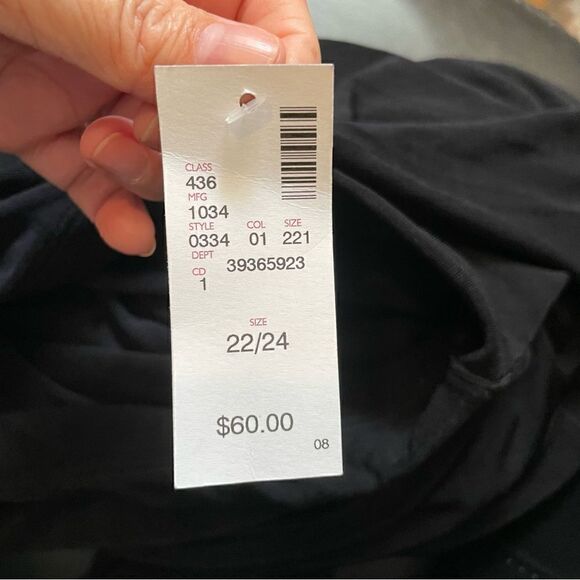 CLASS
436
MFG
1034
STYLE COL SIZE
0334 01 221
DEPT
39365923
CD
1
SIZE
22/24
$60.00
08